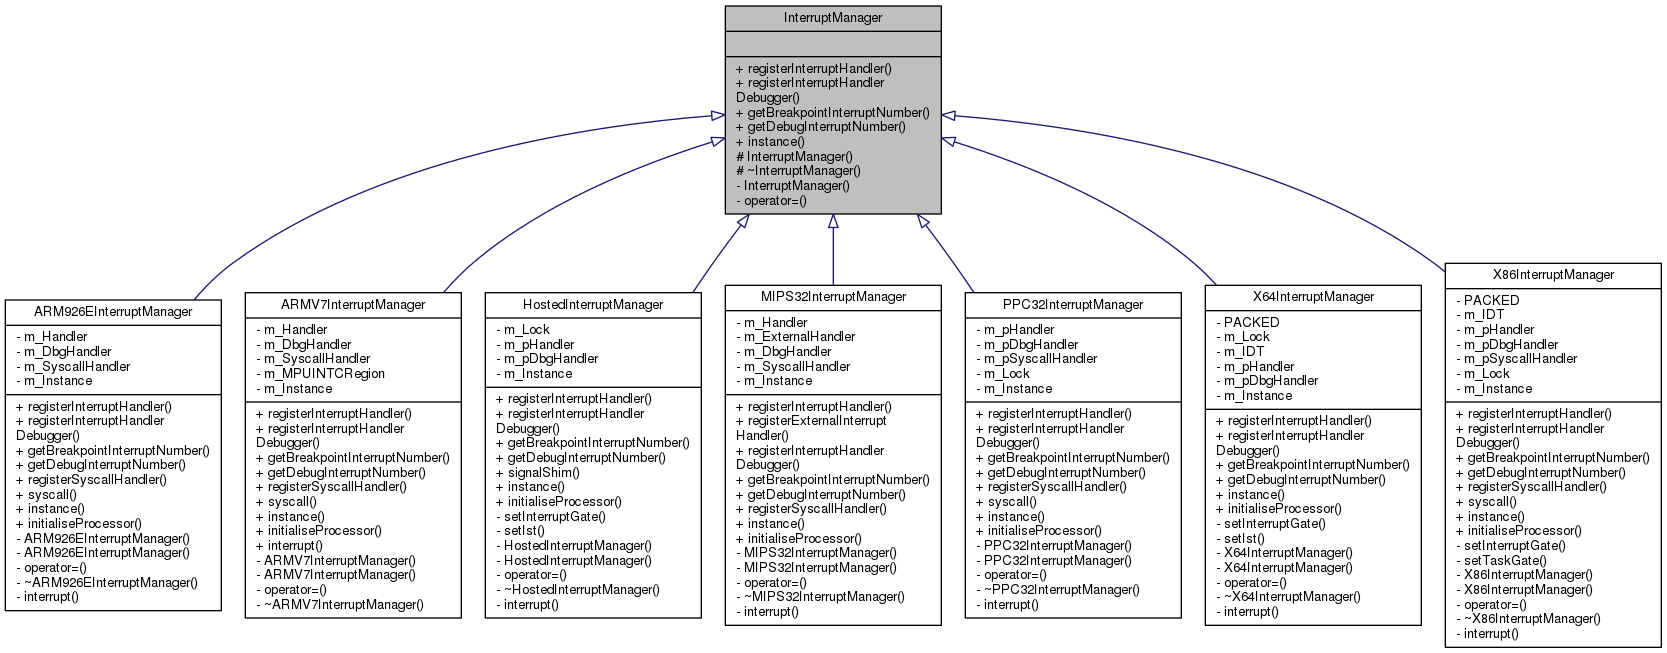 InterruptManager
+ registerInterruptHandler()
+ registerInterruptHandler
Debugger()
+ getBreakpointInterruptNumber()
+ getDebugInterruptNumber()
+ instance()
# InterruptManager()
# ~InterruptManager()
- InterruptManager()
- operator=()
ARM926EInterruptManager
- m_Handler
- m_DbgHandler
- m_SyscallHandler
- m_Instance
+ registerInterruptHandler()
+ registerInterruptHandler
Debugger()
+ getBreakpointInterruptNumber()
+ getDebugInterruptNumber()
+ registerSyscallHandler()
+ syscall()
+ instance()
+ initialiseProcessor()
- ARM926EInterruptManager()
- ARM926EInterruptManager()
- operator=()
- ~ARM926EInterruptManager()
- interrupt()
ARMV7InterruptManager
- m_Handler
- m_DbgHandler
- m_SyscallHandler
- m_MPUINTCRegion
- m_Instance
+ registerInterruptHandler()
+ registerInterruptHandler
Debugger()
+ getBreakpointInterruptNumber()
+ getDebugInterruptNumber()
+ registerSyscallHandler()
+ syscall()
+ instance()
+ initialiseProcessor()
+ interrupt()
- ARMV7InterruptManager()
- ARMV7InterruptManager()
- operator=()
- ~ARMV7InterruptManager()
HostedInterruptManager
- m_Lock
- m_pHandler
- m_pDbgHandler
- m_Instance
+ registerInterruptHandler()
+ registerInterruptHandler
Debugger()
+ getBreakpointInterruptNumber()
+ getDebugInterruptNumber()
+ signalShim()
+ instance()
+ initialiseProcessor()
- setInterruptGate()
- setIst()
- HostedInterruptManager()
- HostedInterruptManager()
- operator=()
- ~HostedInterruptManager()
- interrupt()
MIPS32InterruptManager
- m_Handler
- m_ExternalHandler
- m_DbgHandler
- m_SyscallHandler
- m_Instance
+ registerInterruptHandler()
+ registerExternalInterrupt
Handler()
+ registerInterruptHandler
Debugger()
+ getBreakpointInterruptNumber()
+ getDebugInterruptNumber()
+ registerSyscallHandler()
+ instance()
+ initialiseProcessor()
- MIPS32InterruptManager()
- MIPS32InterruptManager()
- operator=()
- ~MIPS32InterruptManager()
- interrupt()
PPC32InterruptManager
- m_pHandler
- m_pDbgHandler
- m_pSyscallHandler
- m_Lock
- m_Instance
+ registerInterruptHandler()
+ registerInterruptHandler
Debugger()
+ getBreakpointInterruptNumber()
+ getDebugInterruptNumber()
+ registerSyscallHandler()
+ syscall()
+ instance()
+ initialiseProcessor()
- PPC32InterruptManager()
- PPC32InterruptManager()
- operator=()
- ~PPC32InterruptManager()
- interrupt()
X64InterruptManager
- PACKED
- m_Lock
- m_IDT
- m_pHandler
- m_pDbgHandler
- m_Instance
+ registerInterruptHandler()
+ registerInterruptHandler
Debugger()
+ getBreakpointInterruptNumber()
+ getDebugInterruptNumber()
+ instance()
+ initialiseProcessor()
- setInterruptGate()
- setIst()
- X64InterruptManager()
- X64InterruptManager()
- operator=()
- ~X64InterruptManager()
- interrupt()
X86InterruptManager
- PACKED
- m_IDT
- m_pHandler
- m_pDbgHandler
- m_pSyscallHandler
- m_Lock
- m_Instance
+ registerInterruptHandler()
+ registerInterruptHandler
Debugger()
+ getBreakpointInterruptNumber()
+ getDebugInterruptNumber()
+ registerSyscallHandler()
+ syscall()
+ instance()
+ initialiseProcessor()
- setInterruptGate()
- setTaskGate()
- X86InterruptManager()
- X86InterruptManager()
- operator=()
- ~X86InterruptManager()
- interrupt()